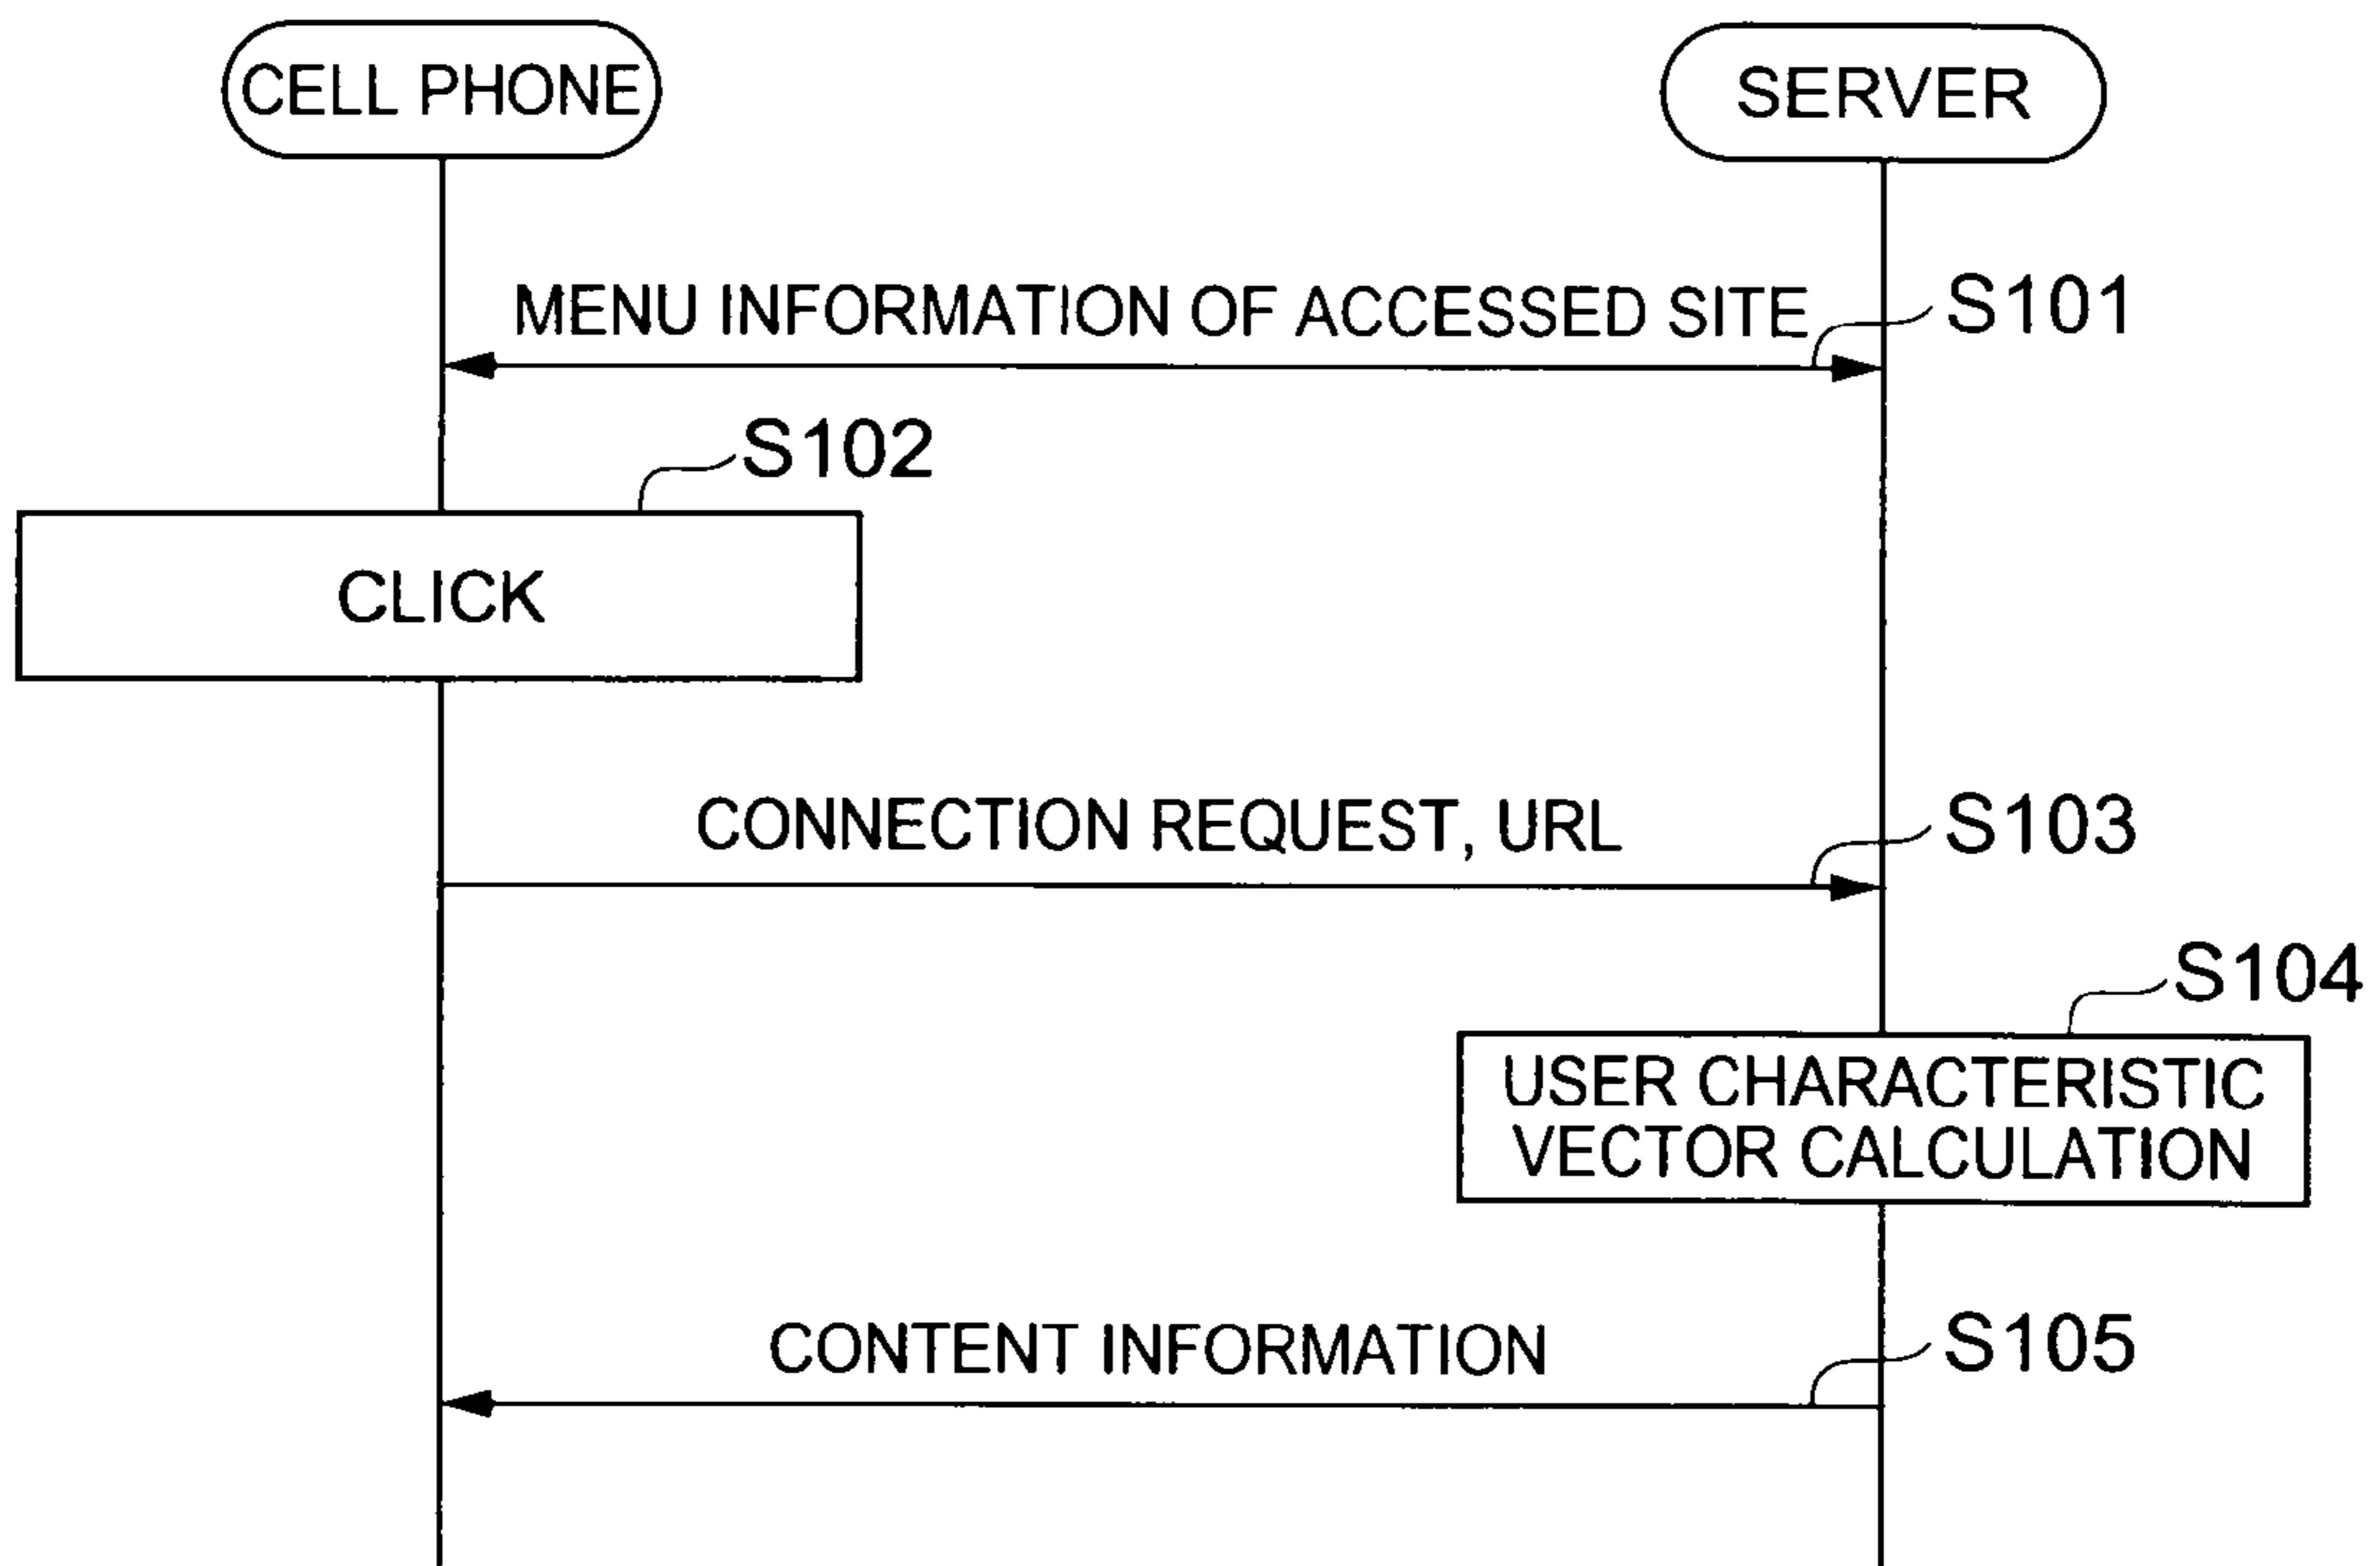 CELL PHONE
SERVER
MENU INFORMATION OF ACCESSED SITE
S101
S102
CLICK
CONNECTION REQUEST, URL
S103
S104
USER CHARACTERISTIC
VECTOR CALCULATION
CONTENT INFORMATION
S105